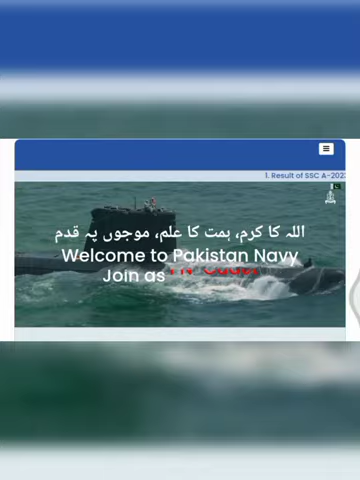 1. Result of SSC A-202
اللہ کا کرم، ہمت کا علم، موجوں پہ قدم
Welcome to Pakistan Navy
Join as